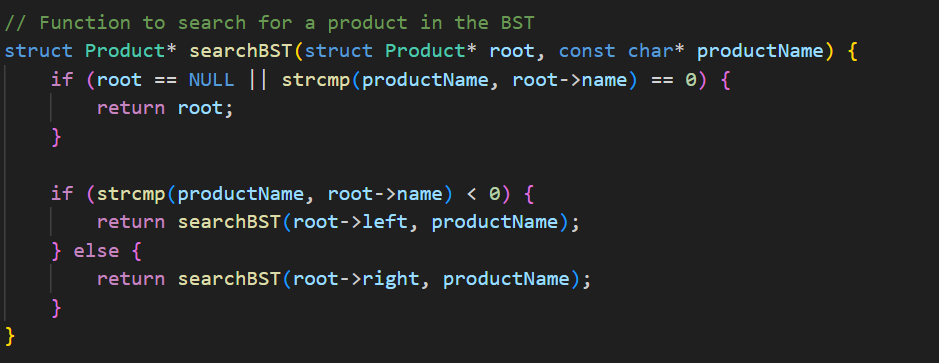 // Function to search for a product in the BST
struct Product* searchBST(struct Product* root, const char* productName) {
    if (root == NULL || strcmp(productName, root->name) == 0) {
        return root;
    }

    if (strcmp(productName, root->name) < 0) {
        return searchBST(root->left, productName);
    } else {
        return searchBST(root->right, productName);
    }
}